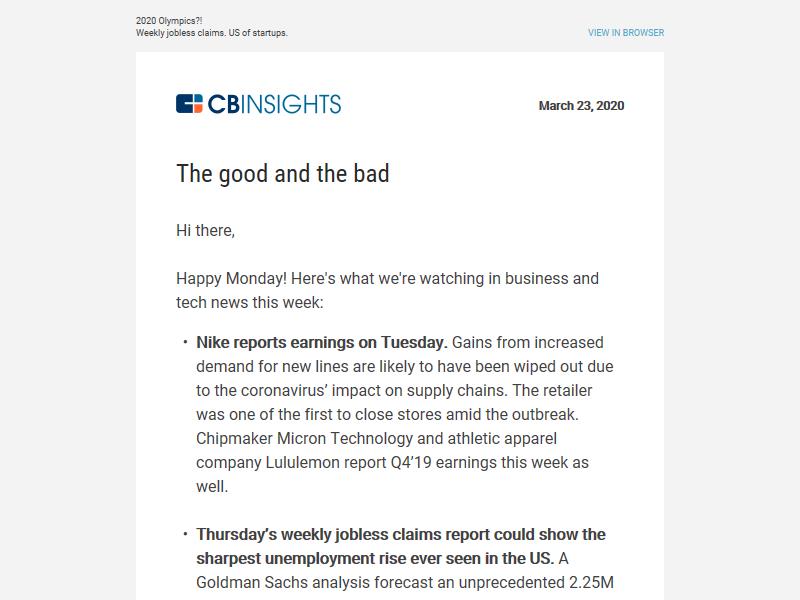 2020 Olympics?!
Weekly jobless claims. US of startups.
VIEW IN BROWSER
CBINSIGHTS
March 23, 2020
The good and the bad
Hi there,
Happy Monday! Here's what we're watching in business and
tech news this week:
• Nike reports earnings on Tuesday. Gains from increased
demand for new lines are likely to have been wiped out due
to the coronavirus’ impact on supply chains. The retailer
was one of the first to close stores amid the outbreak.
Chipmaker Micron Technology and athletic apparel
company Lululemon report Q4’19 earnings this week as
well.
• Thursday’s weekly jobless claims report could show the
sharpest unemployment rise ever seen in the US. A
Goldman Sachs analysis forecast an unprecedented 2.25M